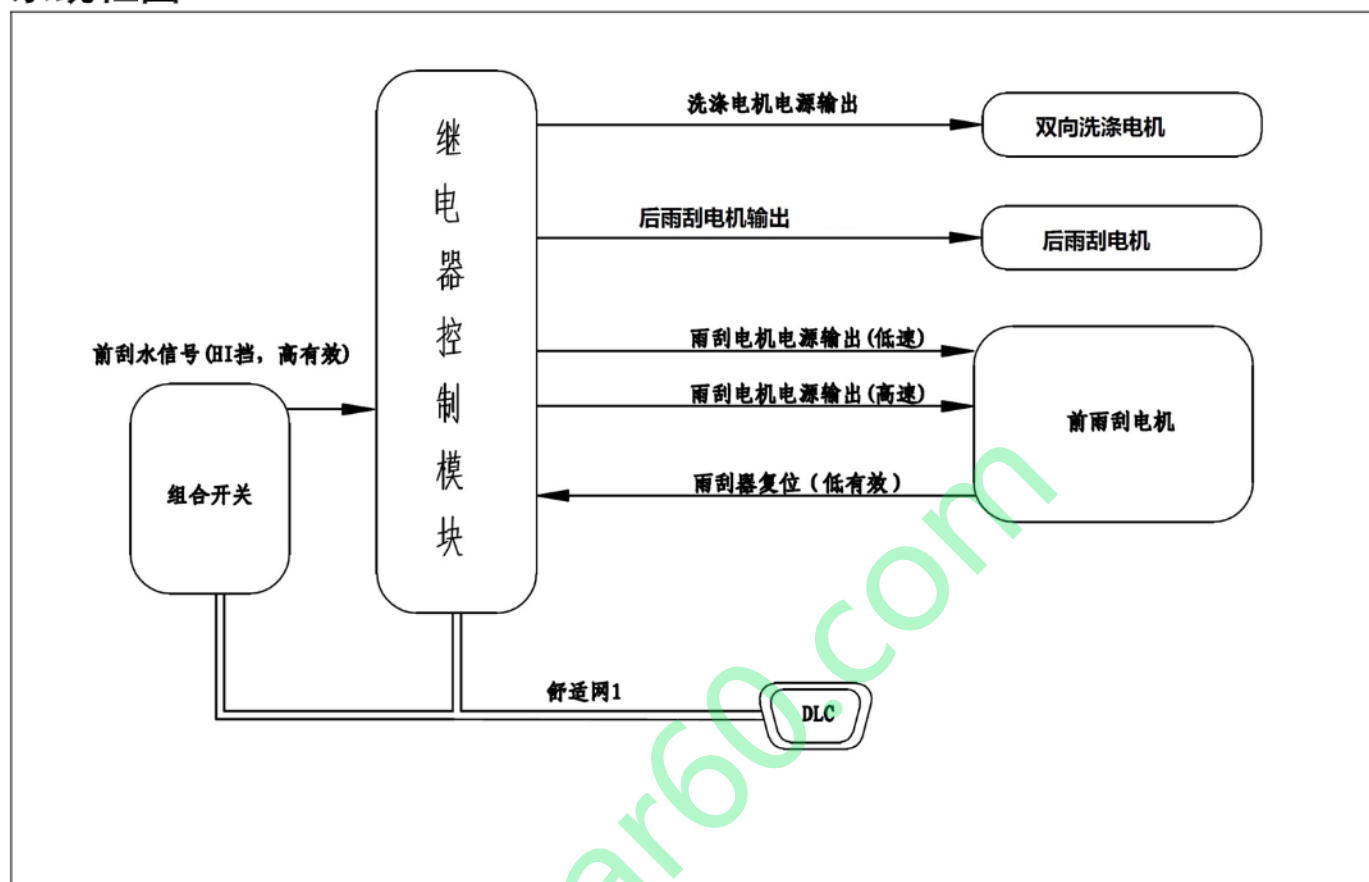 洗涤电机电源输出
双向洗涤电机
继电器控制模块
后雨刮电机输出
后雨刮电机
前刮水信号(HI挡，高有效)
雨刮电机电源输出(低速)
雨刮电机电源输出(高速)
前雨刮电机
组合开关
雨刮器复位（低有效）
舒适网1
DLC
ar60.com